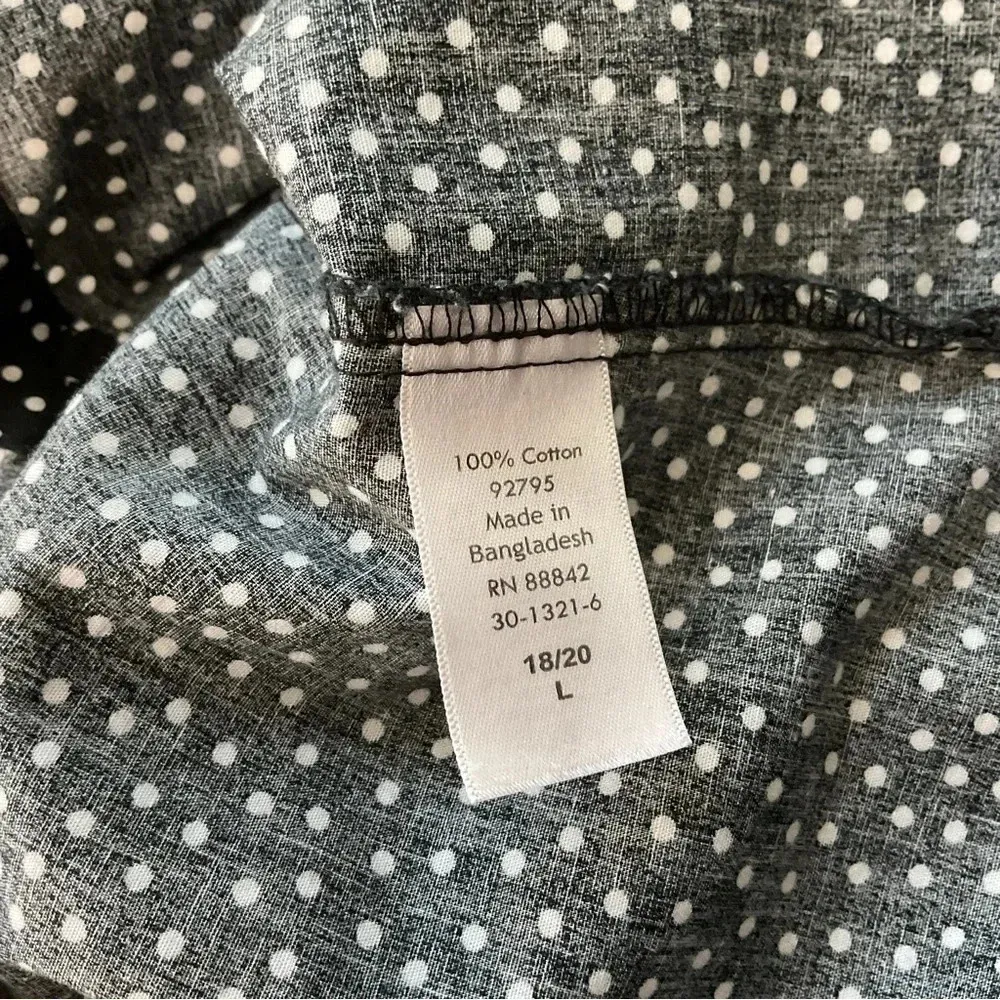 100% Cotton
92795
Made in
Bangladesh
RN 88842
30-1321-6
18/20
L